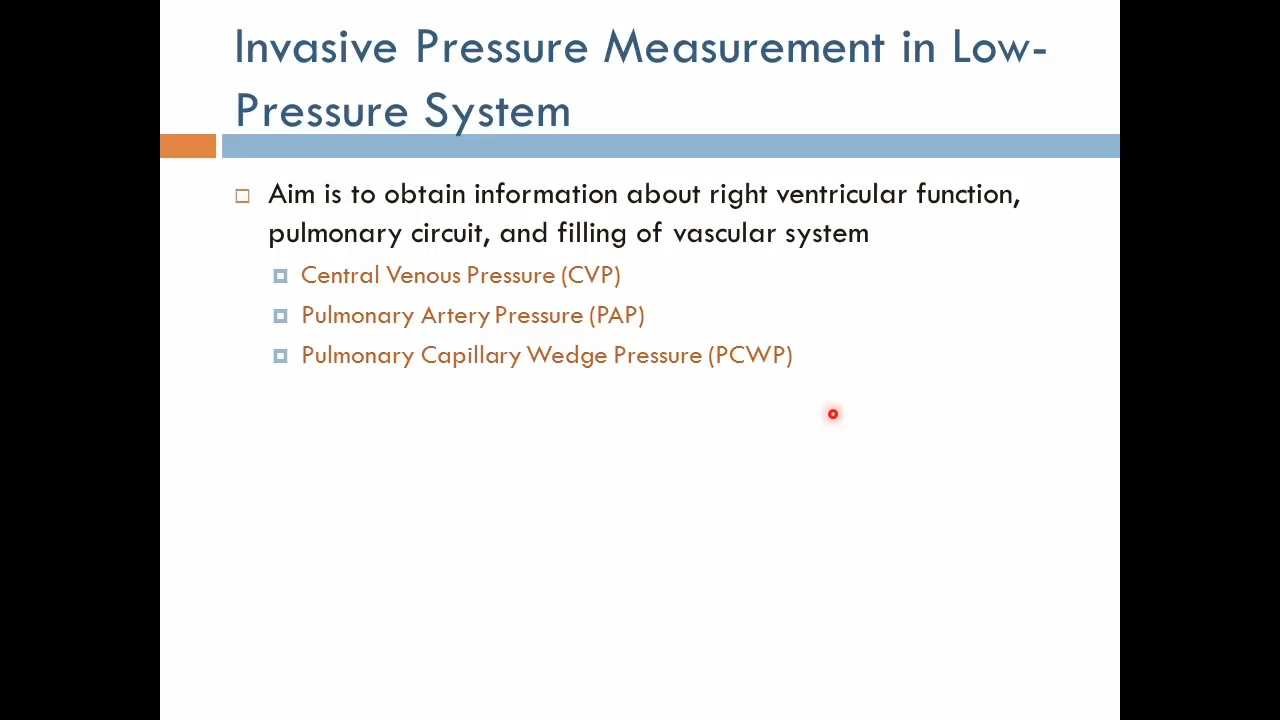 Invasive Pressure Measurement in Low-
Pressure System
Aim is to obtain information about right ventricular function,
pulmonary circuit, and filling of vascular system
Central Venous Pressure (CVP)
Pulmonary Artery Pressure (PAP)
Pulmonary Capillary Wedge Pressure (PCWP)